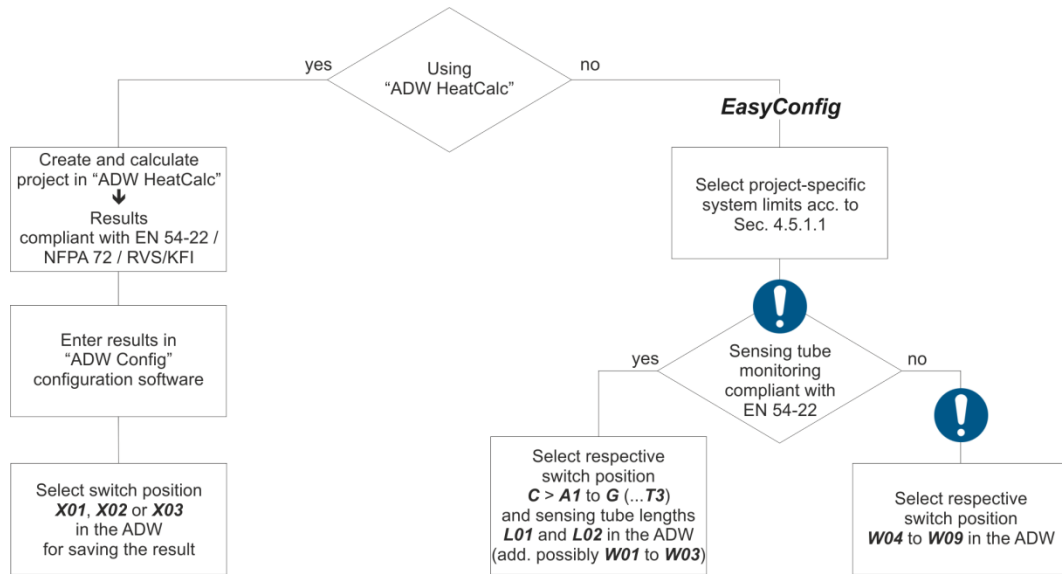 Using
“ADW HeatCalc”
yes
no
EasyConfig
Create and calculate
project in “ADW HeatCalc”
Results
compliant with EN 54-22 /
NFPA 72 / RVS/KFI
Enter results in
“ADW Config”
configuration software
Select switch position
X01, X02 or X03
in the ADW
for saving the result
Select project-specific
system limits acc. to
Sec. 4.5.1.1
Sensing tube
monitoring
compliant with
EN 54-22
yes
no
Select respective
switch position
C > A1 to G (...T3)
and sensing tube lengths
L01 and L02 in the ADW
(add. possibly W01 to W03)
Select respective
switch position
W04 to W09 in the ADW